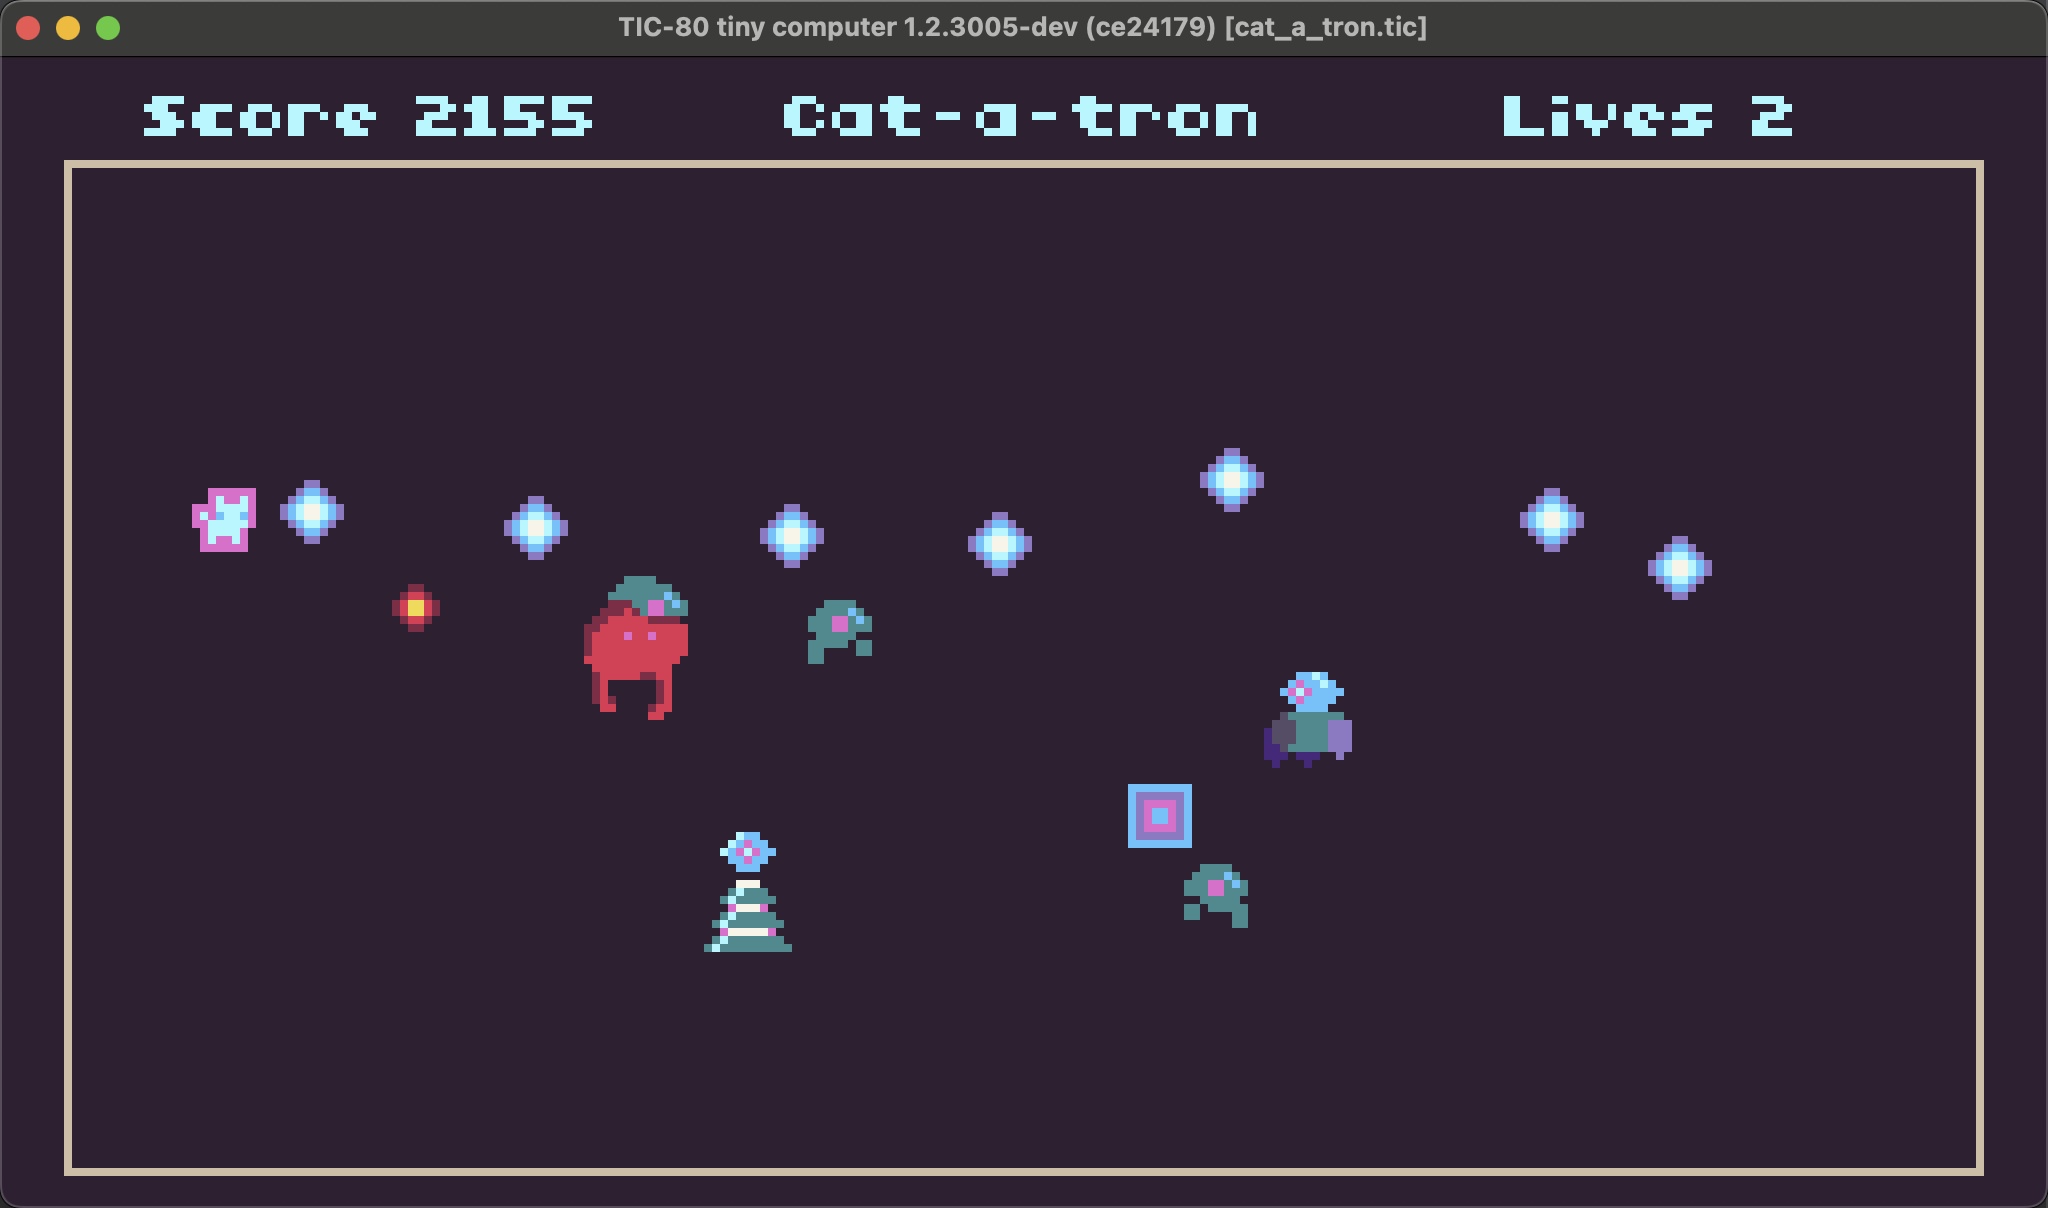 TIC-80 tiny computer 1.2.3005-dev (ce24179) [cat_a_tron.tic]
Score 2155 Cat-a-tron Lives 2